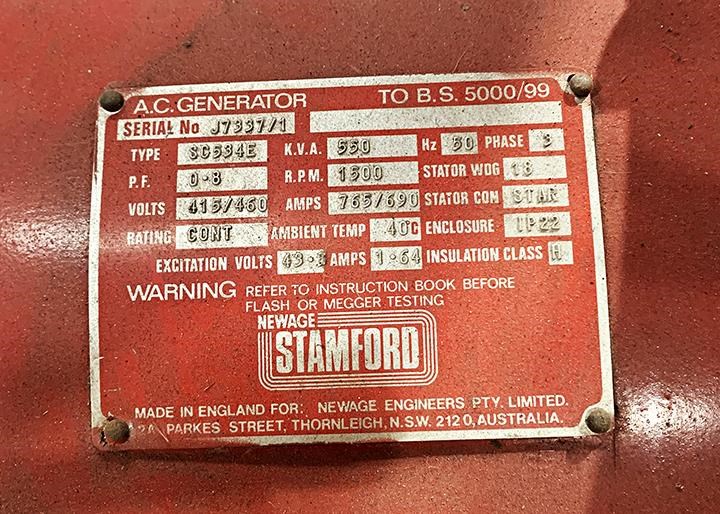 A.C. GENERATOR TO B.S. 5000/99
SERIAL No J7937/1
TYPE SC534E K.V.A. 550 Hz 50 PHASE 3
P.F. 0·8 R.P.M. 1500 STATOR WDG 18
VOLTS 415/460 AMPS 765/690 STATOR CON STAR
RATING CONT AMBIENT TEMP 40°C ENCLOSURE IP22
EXCITATION VOLTS AMPS 1·64 INSULATION CLASS H
WARNING REFER TO INSTRUCTION BOOK BEFORE
FLASH OR MEGGER TESTING
NEWAGE
STAMFORD
MADE IN ENGLAND FOR: NEWAGE ENGINEERS PTY. LIMITED.
PARKES STREET, THORNLEIGH, N.S.W. 2120, AUSTRALIA.